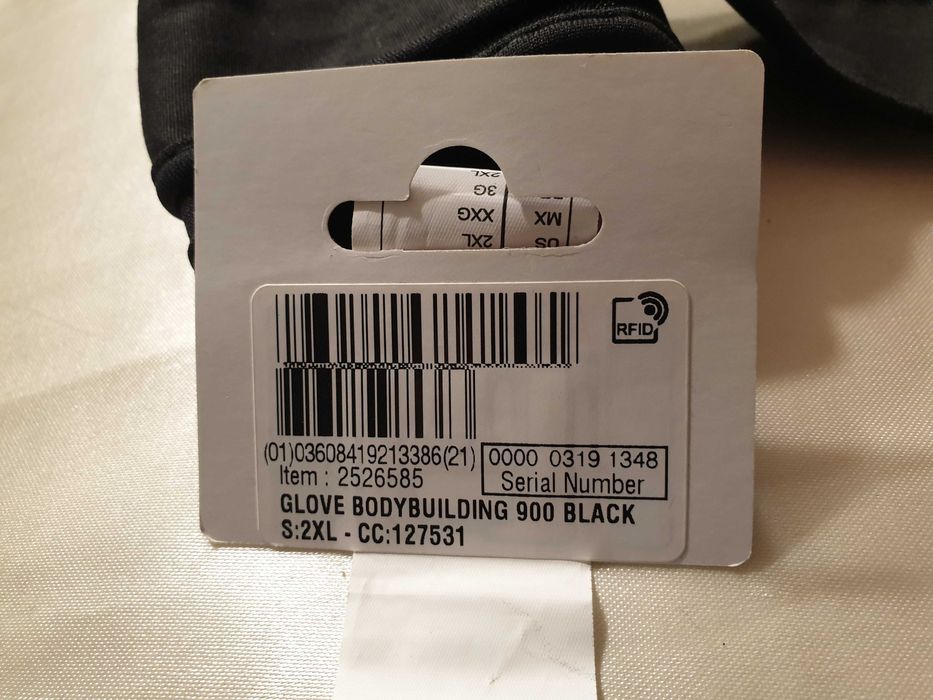 2XL
3G
XXG
MX
2XL
US
RFID
(01)03608419213386(21)
0000 0319 1348
Item : 2526585
Serial Number
GLOVE BODYBUILDING 900 BLACK
S:2XL - CC:127531